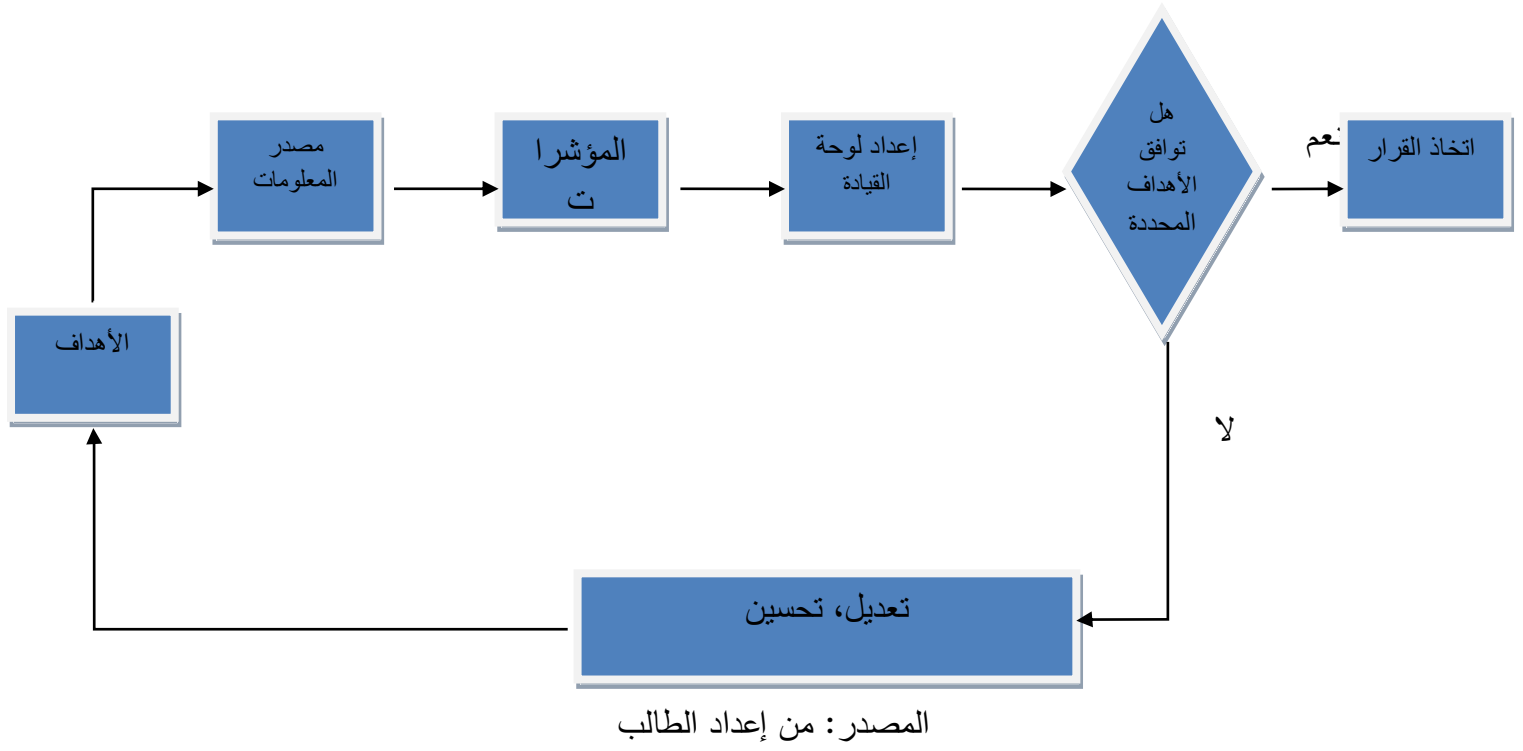 هل
توافق
الأهداف
المحددة
مصدر
المعلومات
المؤشرا
ت
إعداد لوحة
القيادة
نعم
اتخاذ القرار
الأهداف
لا
تعديل، تحسين
المصدر: من إعداد الطالب